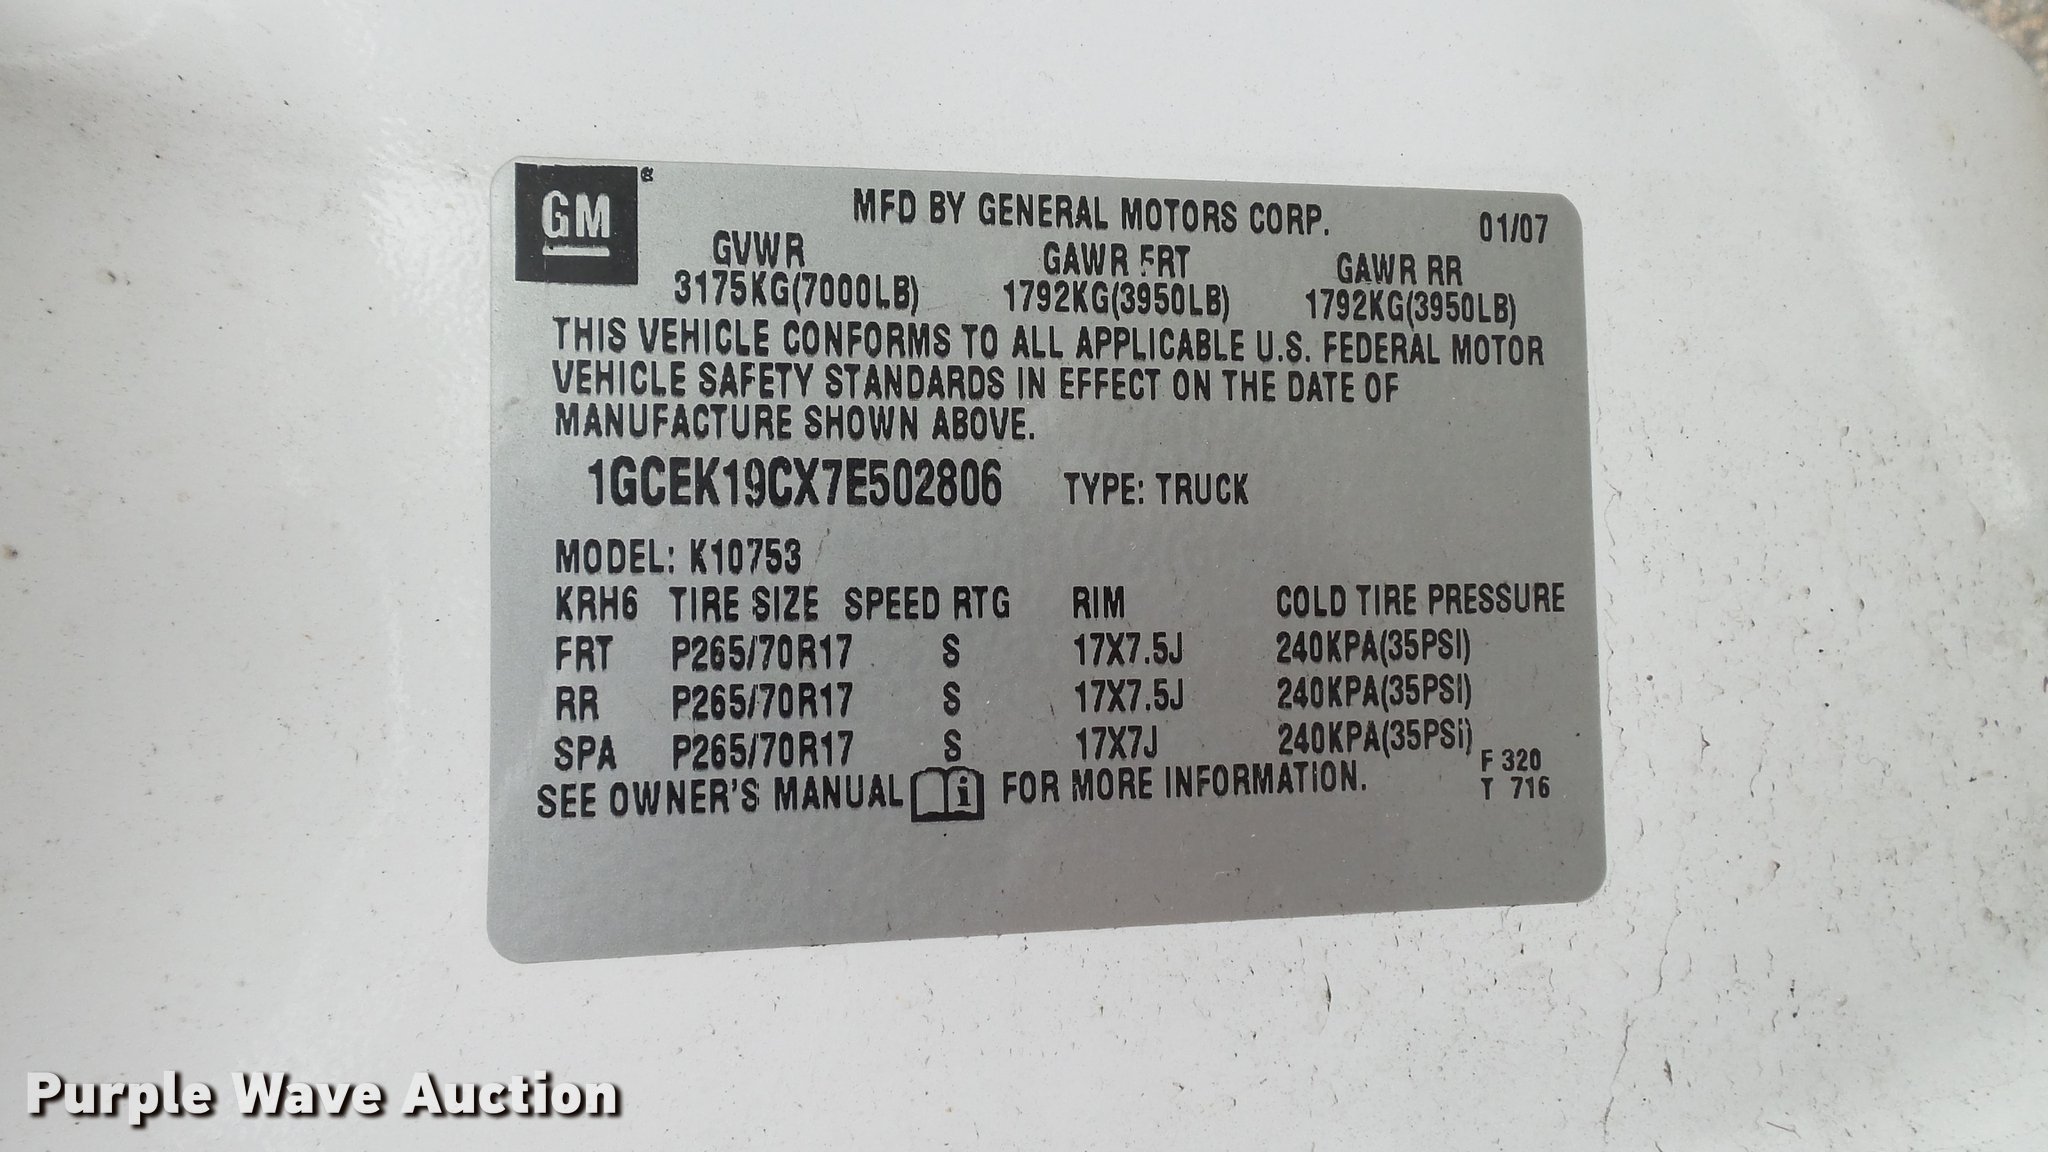 GM®
MFD BY GENERAL MOTORS CORP. 01/07
GVWR GAWR FRT GAWR RR
3175KG(7000LB) 1792KG(3950LB) 1792KG(3950LB)
THIS VEHICLE CONFORMS TO ALL APPLICABLE U.S. FEDERAL MOTOR
VEHICLE SAFETY STANDARDS IN EFFECT ON THE DATE OF
MANUFACTURE SHOWN ABOVE.
1GCEK19CX7E502806 TYPE: TRUCK
MODEL: K10753
KRH6 TIRE SIZE SPEED RTG RIM COLD TIRE PRESSURE
FRT P265/70R17 S 17X7.5J 240KPA(35PSI)
RR P265/70R17 S 17X7.5J 240KPA(35PSI)
SPA P265/70R17 S 17X7J 240KPA(35PSI)
SEE OWNER'S MANUAL i FOR MORE INFORMATION.
F 320
T 716
Purple Wave Auction